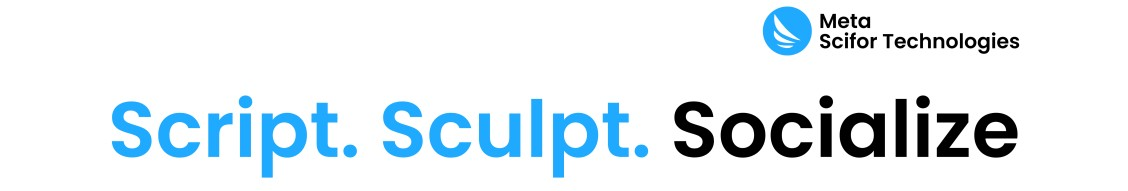 Meta
Scifor Technologies
Script. Sculpt. Socialize